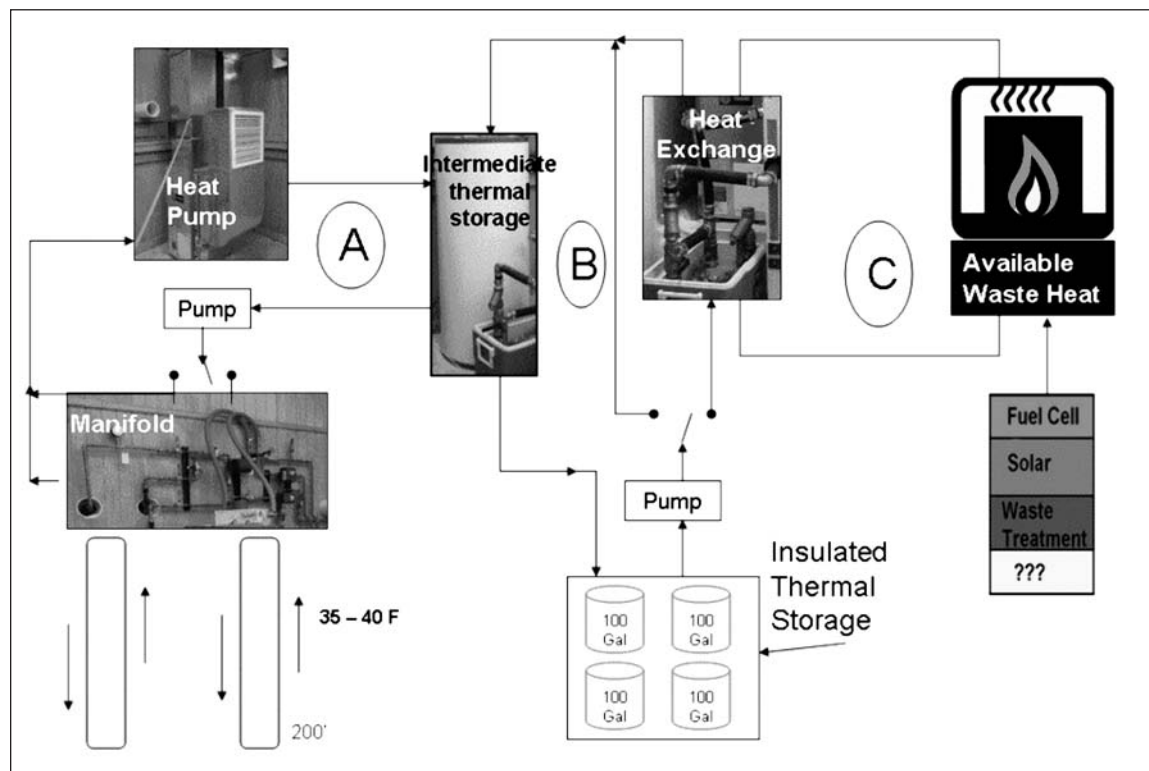 Heat
Pump
A
Intermediate
thermal
storage
B
Heat
Exchange
C
Available
Waste Heat
Pump
Manifold
35 – 40 F
200'
Pump
100
Gal
100
Gal
100
Gal
100
Gal
Insulated
Thermal
Storage
Fuel Cell
Solar
Waste
Treatment
???